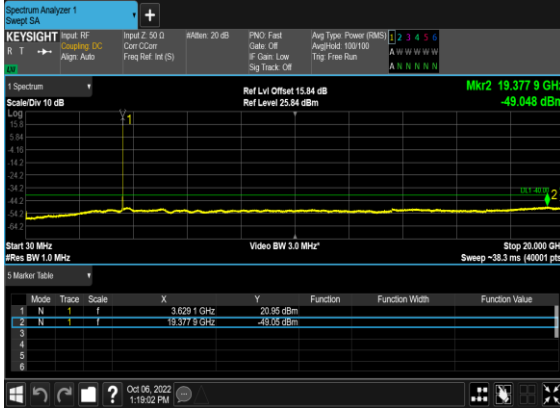 Spectrum Analyzer 1
Swept SA
+
KEYSIGHT Input: RF Input Z: 50 Ω #Atten: 20 dB PNO: Fast Avg Type: Power (RMS) 1 2 3 4 5 6
R T Coupling: DC Corr CCorr Gate: Off Avg|Hold: 100/100 A W W W W W
Align: Auto Freq Ref: Int (S) IF Gain: Low Trig: Free Run
Sig Track: Off A N N N N N
1 Spectrum
Scale/Div 10 dB
Ref Lvl Offset 15.84 dB
Ref Level 25.84 dBm
Mkr2 19.377 9 GHz
-49.048 dBm
Log
15.8
5.84
-4.16
-14.2
-24.2
-34.2
-44.2
-54.2
-64.2
1
2
Start 30 MHz Video BW 3.0 MHz* Stop 20.000 GH
#Res BW 1.0 MHz Sweep ~38.3 ms (40001 pts
5 Marker Table
Mode Trace Scale X Y Function Function Width Function Value
1 N 1 f 3.629 1 GHz 20.95 dBm
2 N 1 f 19.377 9 GHz -49.05 dBm
3
4
5
6
? Oct 06, 2022
1:19:02 PM